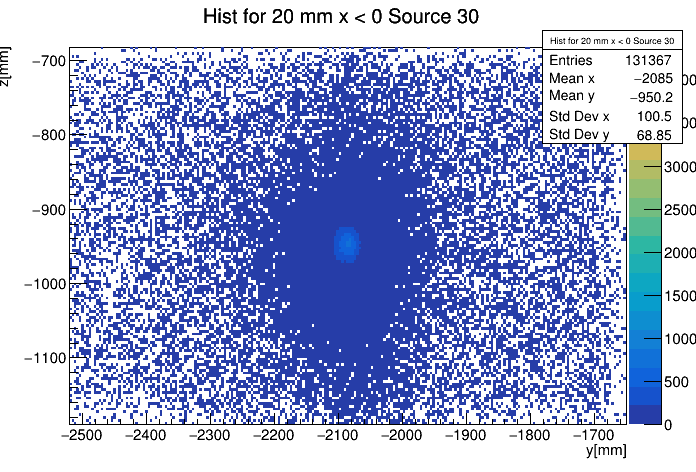 Hist for 20 mm x < 0 Source 30
z[mm]
Hist for 20 mm x < 0 Source 30
Entries 131367
Mean x −2085
Mean y −950.2
Std Dev x 100.5
Std Dev y 68.85
−700
−800
−900
−1000
−1100
3000
2500
2000
1500
1000
500
0
−2500 −2400 −2300 −2200 −2100 −2000 −1900 −1800 −1700
y[mm]